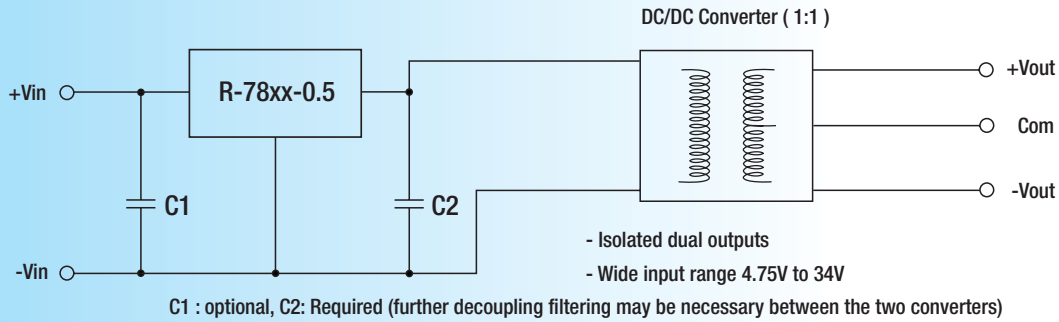 DC/DC Converter ( 1:1 )
+Vin
R-78xx-0.5
+Vout
Com
C1
C2
-Vout
- Isolated dual outputs
-Vin
- Wide input range 4.75V to 34V
C1 : optional, C2: Required (further decoupling filtering may be necessary between the two converters)